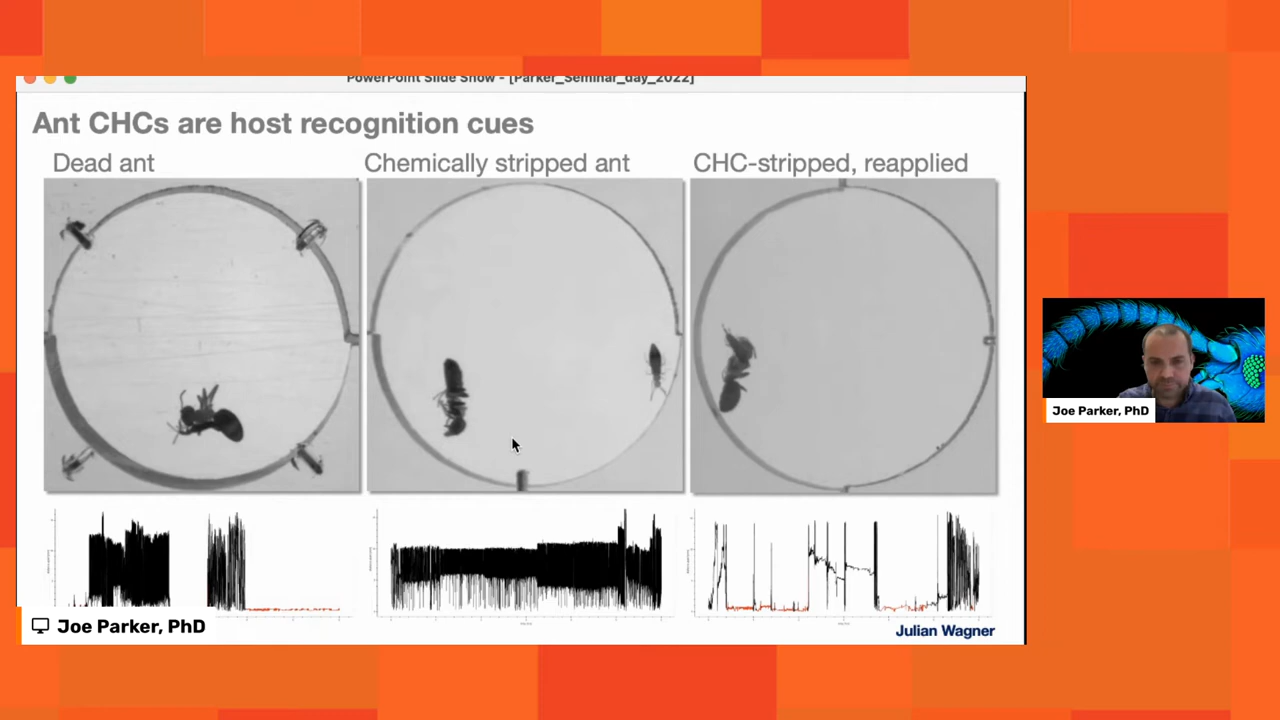 PowerPoint Slide Show - [Parker_Seminar_day_2022]
Ant CHCs are host recognition cues
Dead ant
Chemically stripped ant
CHC-stripped, reapplied
Joe Parker, PhD
Joe Parker, PhD
Julian Wagner